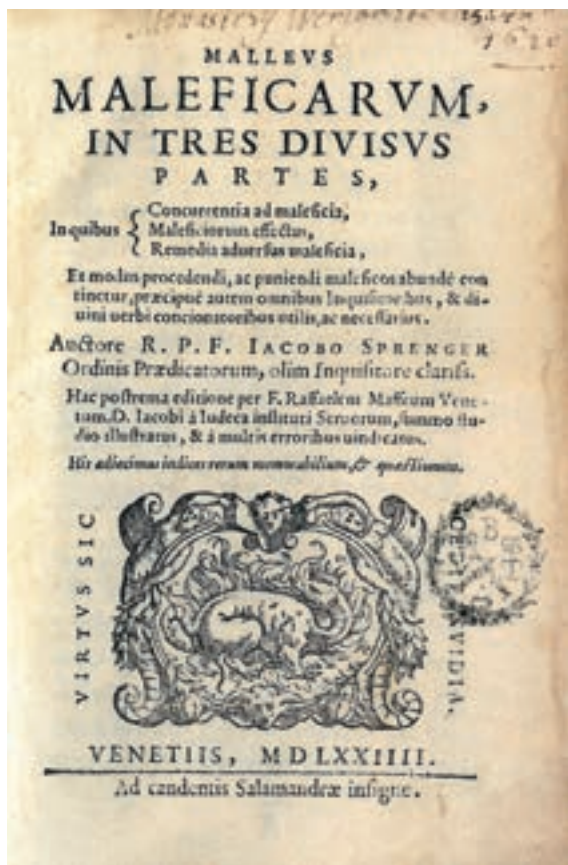 MALLEVS
MALEFICARVM,
IN TRES DIVISVS
PARTES,
In quibus
Concurrentia ad maleficia,
Maleficiorum effectus,
Remedia aduersus maleficia,
Et modus procedendi, ac puniendi maleficos abundè con
tinetur, præcipuè autem omnibus Inquisitoribus, & di-
uini uerbi concionatoribus utilis, ac necessarius.
Auctore R. P. F. IACOBO SPRENGER
Ordinis Prædicatorum, olim Inquisitore clariss.
Hac postrema editione per F. Raffaelem Maffeum Vene-
tum. D. Iacobi à Iudeca instituti Seruorum, summo stu-
dio illustratus, & à multis erroribus uindicatus.
His adiecimus indices rerum memorabilium, & quæstionum.
VIRTVS SIC
VIDIA.
VENETIIS, MDLXXIIII.
Ad candentis Salamandræ insigne.